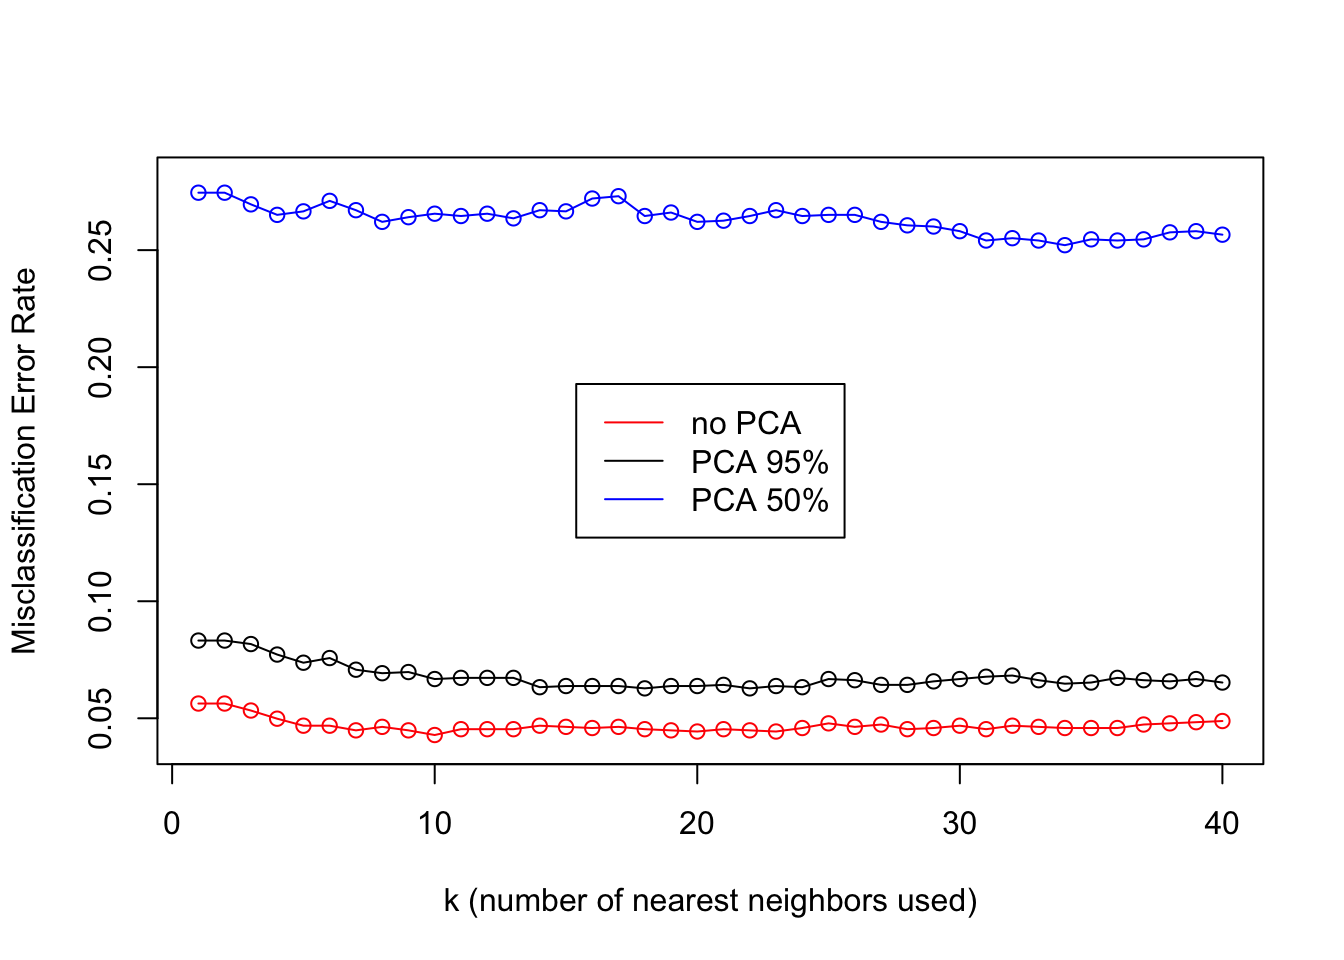 Misclassification Error Rate
0.25
0.20
0.15
0.10
0.05
no PCA
PCA 95%
PCA 50%
0 10 20 30 40
k (number of nearest neighbors used)